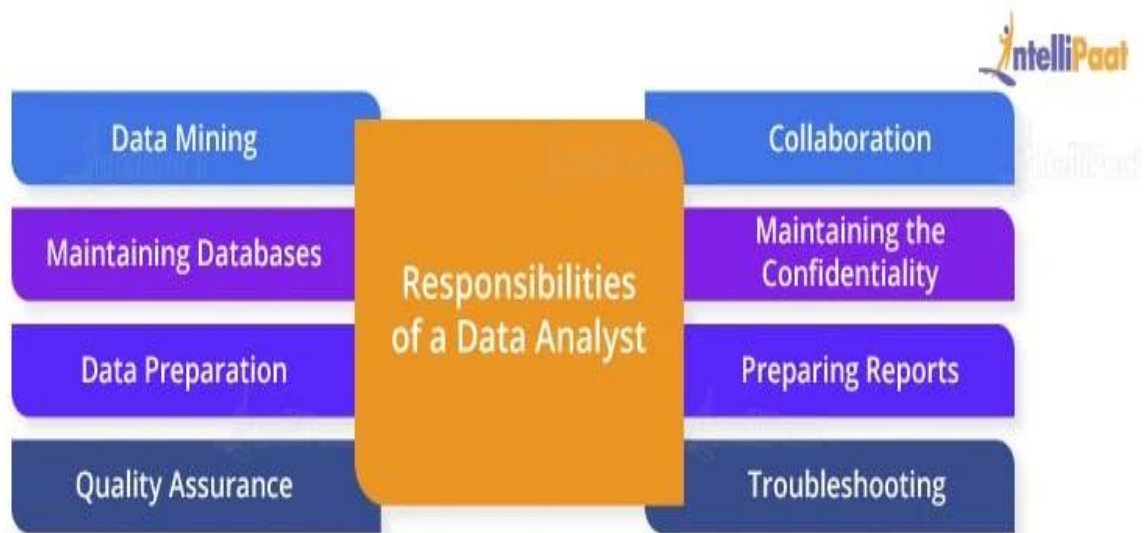 IntelliPaat
Data Mining
Maintaining Databases
Data Preparation
Quality Assurance
Responsibilities
of a Data Analyst
Collaboration
Maintaining the
Confidentiality
Preparing Reports
Troubleshooting